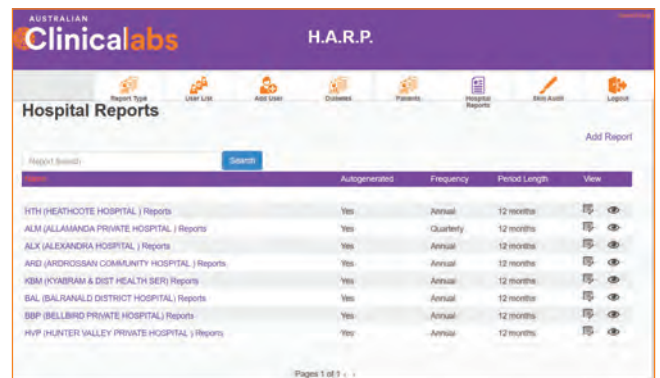 AUSTRALIAN
Clinicalabs
H.A.R.P.
Report Type
User List
Add User
Diabetes
Patients
Hospital Reports
Skin Audit
Logout
Hospital Reports
Add Report
Report Search
Search
Name Autogenerated Frequency Period Length View
HTH (HEATHCOTE HOSPITAL ) Reports Yes Annual 12 months
ALM (ALLAMANDA PRIVATE HOSPITAL ) Reports Yes Quarterly 12 months
ALX (ALEXANDRA HOSPITAL ) Reports Yes Annual 12 months
ARD (ARDROSSAN COMMUNITY HOSPITAL ) Reports Yes Annual 12 months
KBM (KYABRAM & DIST HEALTH SER) Reports Yes Annual 12 months
BAL (BALRANALD DISTRICT HOSPITAL) Reports Yes Annual 12 months
BBP (BELLBIRD PRIVATE HOSPITAL) Reports Yes Annual 12 months
HVP (HUNTER VALLEY PRIVATE HOSPITAL ) Reports Yes Annual 12 months
Pages 1 of 1 ‹ ›